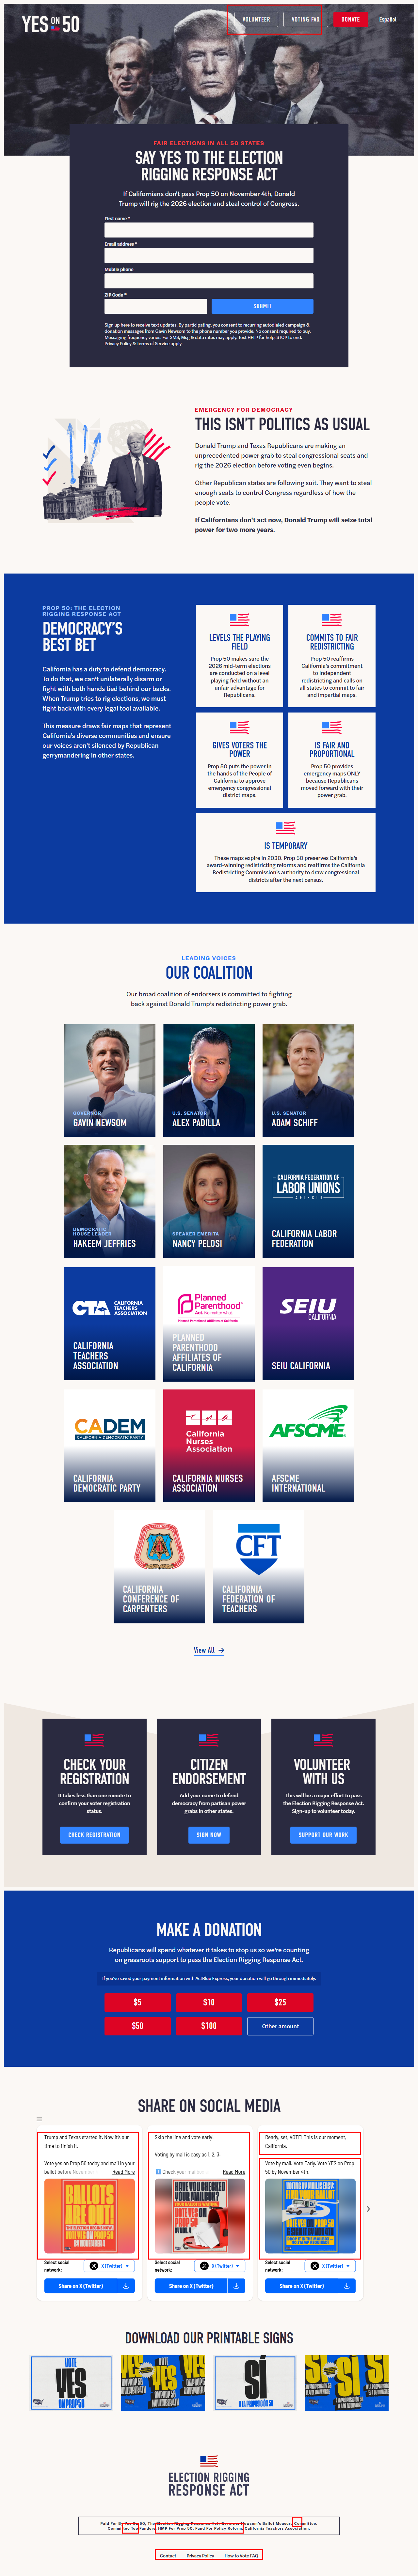 YES ON 50
VOLUNTEER
VOTING FAQ
DONATE
Español
FAIR ELECTIONS IN ALL 50 STATES
SAY YES TO THE ELECTION
RIGGING RESPONSE ACT
If Californians don't pass Prop 50 on November 4th, Donald
Trump will rig the 2026 election and steal control of Congress.
First name *
Email address *
Mobile phone
ZIP Code *
SUBMIT
Sign up here to receive text updates. By participating, you consent to recurring autodialed campaign &
donation messages from Gavin Newsom to the phone number you provide. No consent required to buy.
Messaging frequency varies. For SMS, Msg & data rates may apply. Text HELP for help, STOP to end.
Privacy Policy & Terms of Service apply.
EMERGENCY FOR DEMOCRACY
THIS ISN'T POLITICS AS USUAL
Donald Trump and Texas Republicans are making an
unprecedented power grab to steal congressional seats and
rig the 2026 election before voting even begins.
Other Republican states are following suit. They want to steal
enough seats to control Congress regardless of how the
people vote.
If Californians don't act now, Donald Trump will seize total
power for two more years.
PROP 50: THE ELECTION
RIGGING RESPONSE ACT
DEMOCRACY'S
BEST BET
California has a duty to defend democracy.
To do that, we can't unilaterally disarm or
fight with both hands tied behind our backs.
When Trump tries to rig elections, we must
fight back with every legal tool available.
This measure draws fair maps that represent
California's diverse communities and ensure
our voices aren't silenced by Republican
gerrymandering in other states.
LEVELS THE PLAYING
FIELD
Prop 50 makes sure the
2026 mid-term elections
are conducted on a level
playing field without an
unfair advantage for
Republicans.
COMMITS TO FAIR
REDISTRICTING
Prop 50 reaffirms
California's commitment
to independent
redistricting and calls on
all states to commit to fair
and impartial maps.
GIVES VOTERS THE
POWER
Prop 50 puts the power in
the hands of the People of
California to approve
emergency congressional
district maps.
IS FAIR AND
PROPORTIONAL
Prop 50 provides
emergency maps ONLY
because Republicans
moved forward with their
power grab.
IS TEMPORARY
These maps expire in 2030. Prop 50 preserves California's
award-winning redistricting reforms and reaffirms the California
Redistricting Commission's authority to draw congressional
districts after the next census.
LEADING VOICES
OUR COALITION
Our broad coalition of endorsers is committed to fighting
back against Donald Trump's redistricting power grab.
GOVERNOR
GAVIN NEWSOM
U.S. SENATOR
ALEX PADILLA
U.S. SENATOR
ADAM SCHIFF
DEMOCRATIC
HOUSE LEADER
HAKEEM JEFFRIES
SPEAKER EMERITA
NANCY PELOSI
CALIFORNIA FEDERATION OF
LABOR UNIONS
AFL-CIO
CALIFORNIA LABOR
FEDERATION
CTA
CALIFORNIA
TEACHERS
ASSOCIATION
CALIFORNIA
TEACHERS
ASSOCIATION
Planned
Parenthood
Act. No matter what.
Planned Parenthood Affiliates of California
PLANNED
PARENTHOOD
AFFILIATES OF
CALIFORNIA
SEIU
CALIFORNIA
SEIU CALIFORNIA
CADEM
CALIFORNIA DEMOCRATIC PARTY
CALIFORNIA
DEMOCRATIC PARTY
California
Nurses
Association
CALIFORNIA NURSES
ASSOCIATION
AFSCME
AFSCME
INTERNATIONAL
CALIFORNIA
CONFERENCE OF
CARPENTERS
CFT
CALIFORNIA
FEDERATION OF
TEACHERS
View All
CHECK YOUR
REGISTRATION
It takes less than one minute to
confirm your voter registration
status.
CHECK REGISTRATION
CITIZEN
ENDORSEMENT
Add your name to defend
democracy from partisan power
grabs in other states.
SIGN NOW
VOLUNTEER
WITH US
This will be a major effort to pass
the Election Rigging Response Act.
Sign-up to volunteer today.
SUPPORT OUR WORK
MAKE A DONATION
Republicans will spend whatever it takes to stop us so we're counting
on grassroots support to pass the Election Rigging Response Act.
If you've saved your payment information with ActBlue Express, your donation will go through immediately.
$5
$10
$25
$50
$100
Other amount
SHARE ON SOCIAL MEDIA
Trump and Texas started it. Now it's our
time to finish it.
Vote yes on Prop 50 today and mail in your
ballot before November
Read More
BALLOTS
ARE OUT!
VOTE YES
ON PROP 50
BY NOVEMBER 4
Select social
network:
X (Twitter)
Share on X (Twitter)
Skip the line and vote early!
Voting by mail is easy as 1, 2, 3.
Check your
Read More
HAVE YOU CHECKED
YOUR MAILBOX?
VOTE YES
ON PROP 50
BY NOV. 4
Select social
network:
X (Twitter)
Share on X (Twitter)
Ready, set, VOTE! This is our moment,
California.
Vote by mail. Vote Early. Vote YES on Prop
50 by November 4th.
VOTING BY MAIL IS EASY:
FIND YOUR BALLOT
VOTE YES ON
PROP 50
Select social
network:
X (Twitter)
Share on X (Twitter)
DOWNLOAD OUR PRINTABLE SIGNS
VOTE
YES
ON PROP 50
YES
SÍ
A LA PROPOSICIÓN 50
SÍ
ELECTION RIGGING
RESPONSE ACT
Contact
Privacy Policy
How to Vote FAQ